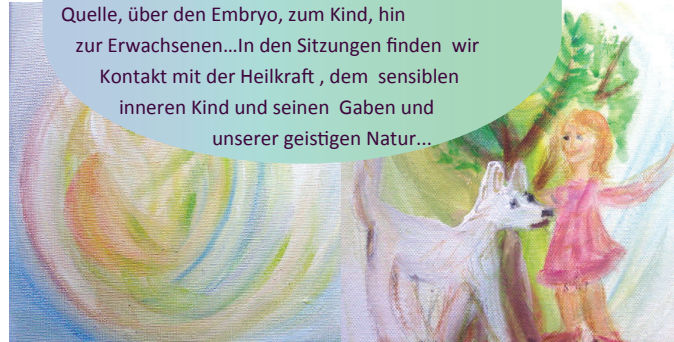 Quelle, über den Embryo, zum Kind, hin
zur Erwachsenen...In den Sitzungen finden wir
Kontakt mit der Heilkraft , dem sensiblen
inneren Kind und seinen Gaben und
unserer geistigen Natur...